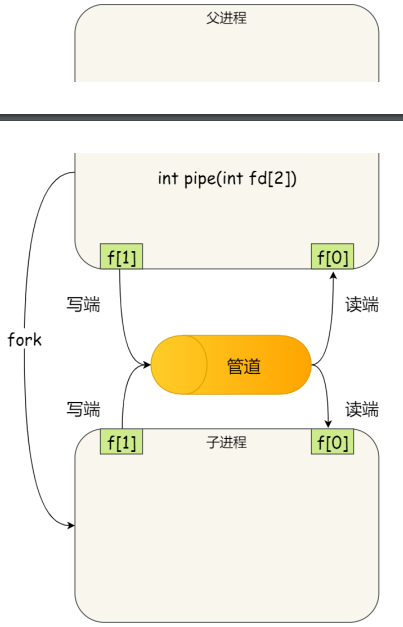 父进程
int pipe(int fd[2])
f[1]
f[0]
写端
读端
fork
管道
写端
读端
f[1]
子进程
f[0]